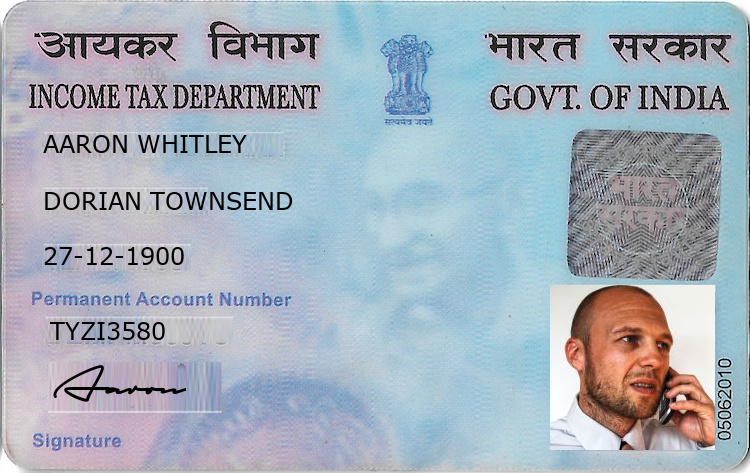 आयकर विभाग
भारत सरकार
INCOME TAX DEPARTMENT
GOVT. OF INDIA
सत्यमेव जयते
AARON WHITLEY
DORIAN TOWNSEND
27-12-1900
भारत
सरकार
Permanent Account Number
TYZI3580
Aaron
Signature
05062010